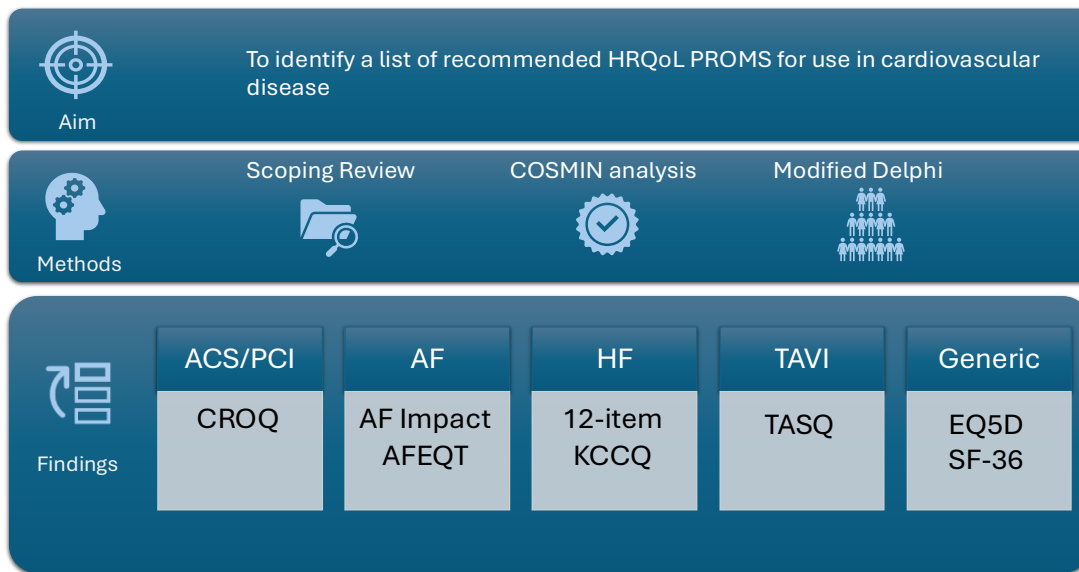 To identify a list of recommended HRQoL PROMS for use in cardiovascular
disease
Aim
Scoping Review
COSMIN analysis
Modified Delphi
Methods
ACS/PCI
AF
HF
TAVI
Generic
CROQ
AF Impact
AFEQT
12-item
KCCQ
TASQ
EQ5D
SF-36
Findings